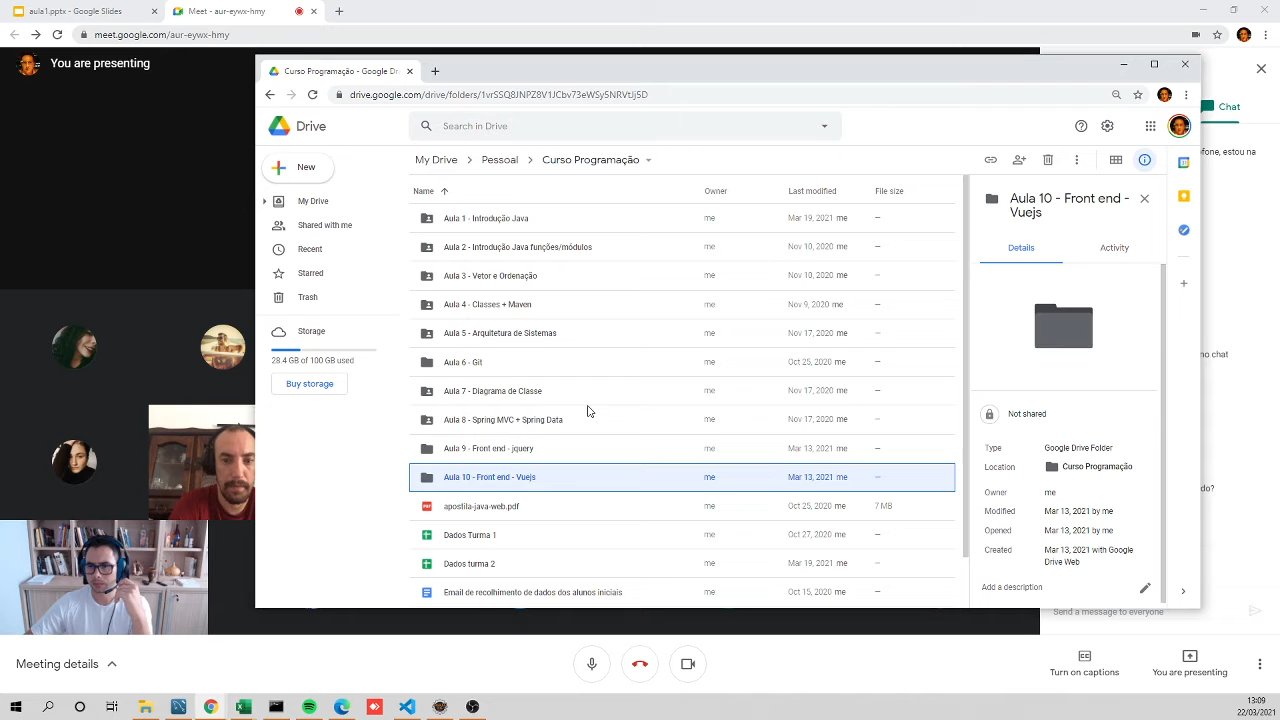 aula1.pptx - Google Slides
Meet - aur-eywx-hmy
meet.google.com/aur-eywx-hmy
You are presenting
Curso Programação - Google Dr
drive.google.com/drive/folders/1vrSSQ8JNPZ8V1JCbv73eWSy5NRVtJj5D
Chat
Drive
Search in Drive
efone, estou na
New
My Drive
Shared with me
Recent
Starred
Trash
Storage
28.4 GB of 100 GB used
Buy storage
My Drive > Pessoal > Curso Programação
Name Owner Last modified File size
Aula 1 - Introdução Java me Mar 19, 2021 me –
Aula 2 - Introdução Java funções/módulos me Nov 10, 2020 me –
Aula 3 - Vetor e Ordenação me Nov 10, 2020 me –
Aula 4 - Classes + Maven me Nov 9, 2020 me –
Aula 5 - Arquitetura de Sistemas me Nov 17, 2020 me –
Aula 6 - Git me Oct 25, 2020 me –
Aula 7 - Diagrama de Classe me Nov 17, 2020 me –
Aula 8 - Spring MVC + Spring Data me Nov 17, 2020 me –
Aula 9 - Front end - jquery me Mar 13, 2021 me –
Aula 10 - Front end - Vuejs me Mar 13, 2021 me –
apostila-java-web.pdf me Oct 25, 2020 me 7 MB
Dados Turma 1 me Oct 27, 2020 me –
Dados turma 2 me Mar 19, 2021 me –
Email de recolhimento de dados dos alunos iniciais me Oct 15, 2020 me –
Aula 10 - Front end -
Vuejs
Details Activity
Not shared
Type Google Drive Folder
Location Curso Programação
Owner me
Modified Mar 13, 2021 by me
Opened Mar 13, 2021 by me
Created Mar 13, 2021 with Google
Drive Web
Add a description
no chat
do?
Send a message to everyone
Meeting details
Turn on captions
You are presenting
13:09
22/03/2021